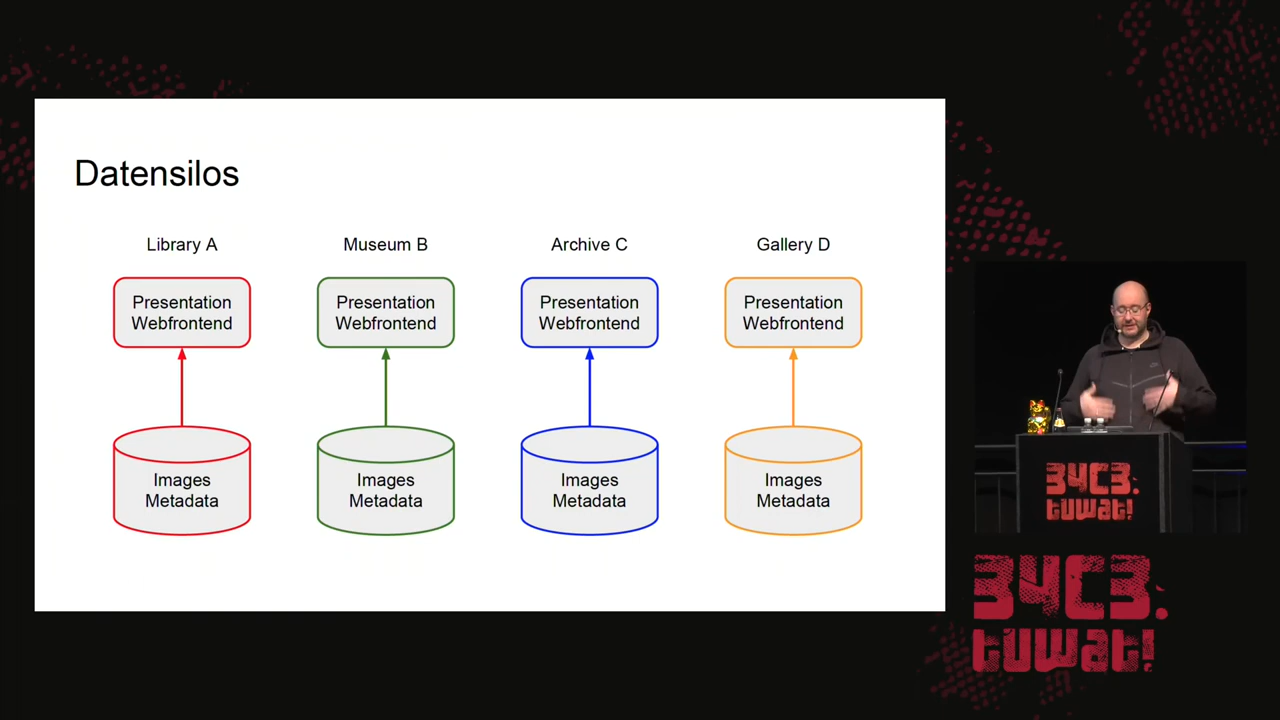 Datensilos
Library A
Museum B
Archive C
Gallery D
Presentation
Webfrontend
Presentation
Webfrontend
Presentation
Webfrontend
Presentation
Webfrontend
Images
Metadata
Images
Metadata
Images
Metadata
Images
Metadata
34C3.
tuwat!
34C3.
tuwat!